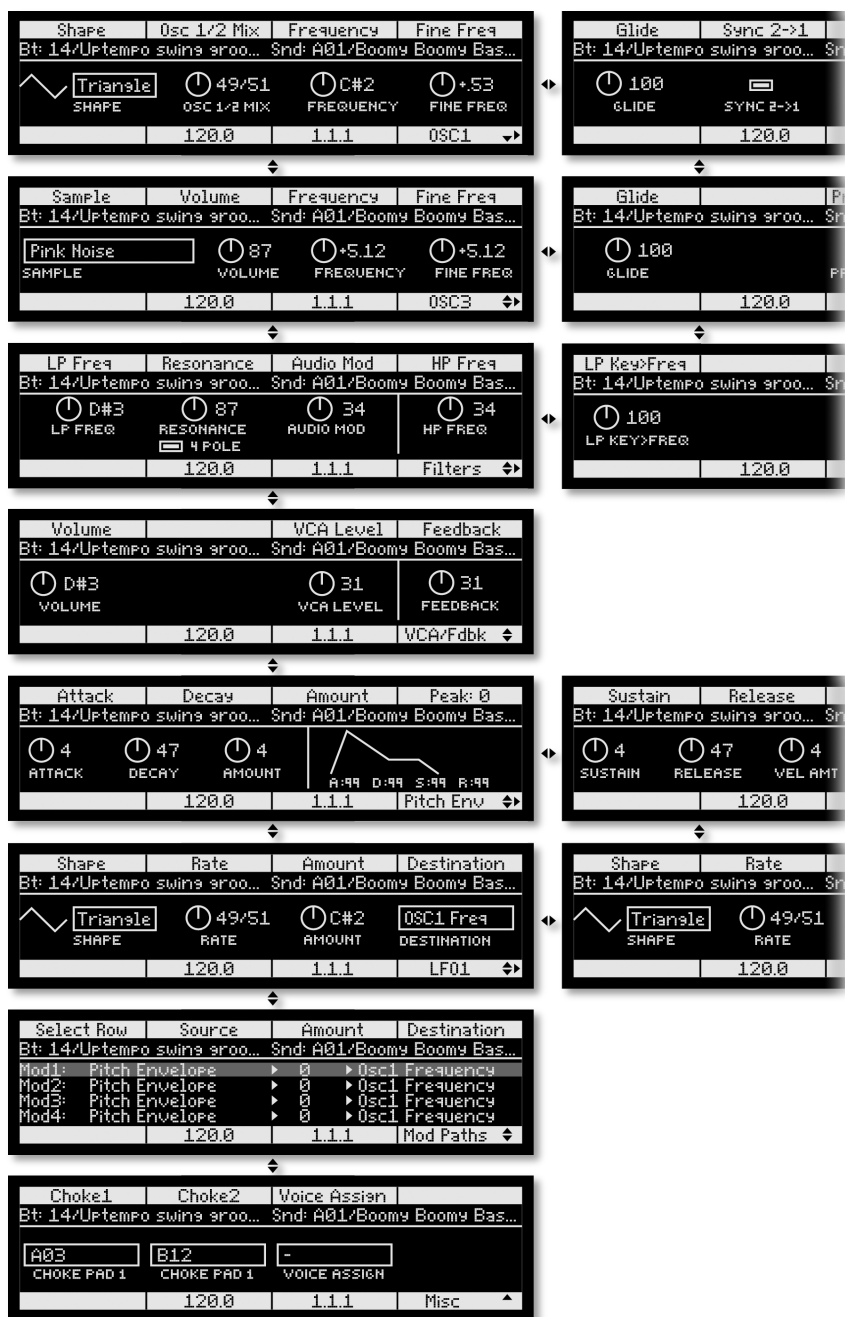 Shape Osc 1/2 Mix Frequency Fine Freq
Bt: 14/Uptempo swing groo... Snd: A01/Boomy Boomy Bas...
Triangle 49/51 C#2 +.53
SHAPE OSC 1/2 MIX FREQUENCY FINE FREQ
120.0 1.1.1 OSC1
Glide Sync 2->1
Bt: 14/Uptempo swing groo... Sn
100
GLIDE SYNC 2->1
120.0
Sample Volume Frequency Fine Freq
Bt: 14/Uptempo swing groo... Snd: A01/Boomy Boomy Bas...
Pink Noise 87 +5.12 +5.12
SAMPLE VOLUME FREQUENCY FINE FREQ
120.0 1.1.1 OSC3
Glide
Bt: 14/Uptempo swing groo... Sn
100
GLIDE
120.0
LP Freq Resonance Audio Mod HP Freq
Bt: 14/Uptempo swing groo... Snd: A01/Boomy Boomy Bas...
D#3 87 34 34
LP FREQ RESONANCE AUDIO MOD HP FREQ
4 POLE
120.0 1.1.1 Filters
LP Key>Freq
Bt: 14/Uptempo swing groo... Sn
100
LP KEY>FREQ
120.0
Volume VCA Level Feedback
Bt: 14/Uptempo swing groo... Snd: A01/Boomy Boomy Bas...
D#3 31 31
VOLUME VCA LEVEL FEEDBACK
120.0 1.1.1 VCA/Fdbk
Attack Decay Amount Peak: 0
Bt: 14/Uptempo swing groo... Snd: A01/Boomy Boomy Bas...
4 47 4
ATTACK DECAY AMOUNT A:99 D:99 S:99 R:99
120.0 1.1.1 Pitch Env
Sustain Release
Bt: 14/Uptempo swing groo... Sn
4 47 4
SUSTAIN RELEASE VEL AMT
120.0
Shape Rate Amount Destination
Bt: 14/Uptempo swing groo... Snd: A01/Boomy Boomy Bas...
Triangle 49/51 C#2 OSC1 Freq
SHAPE RATE AMOUNT DESTINATION
120.0 1.1.1 LFO1
Shape Rate
Bt: 14/Uptempo swing groo... Sn
Triangle 49/51
SHAPE RATE
120.0
Select Row Source Amount Destination
Bt: 14/Uptempo swing groo... Snd: A01/Boomy Boomy Bas...
Mod1: Pitch Envelope 0 Osc1 Frequency
Mod2: Pitch Envelope 0 Osc1 Frequency
Mod3: Pitch Envelope 0 Osc1 Frequency
Mod4: Pitch Envelope 0 Osc1 Frequency
120.0 1.1.1 Mod Paths
Choke1 Choke2 Voice Assign
Bt: 14/Uptempo swing groo... Snd: A01/Boomy Boomy Bas...
A03 B12 -
CHOKE PAD 1 CHOKE PAD 1 VOICE ASSIGN
120.0 1.1.1 Misc